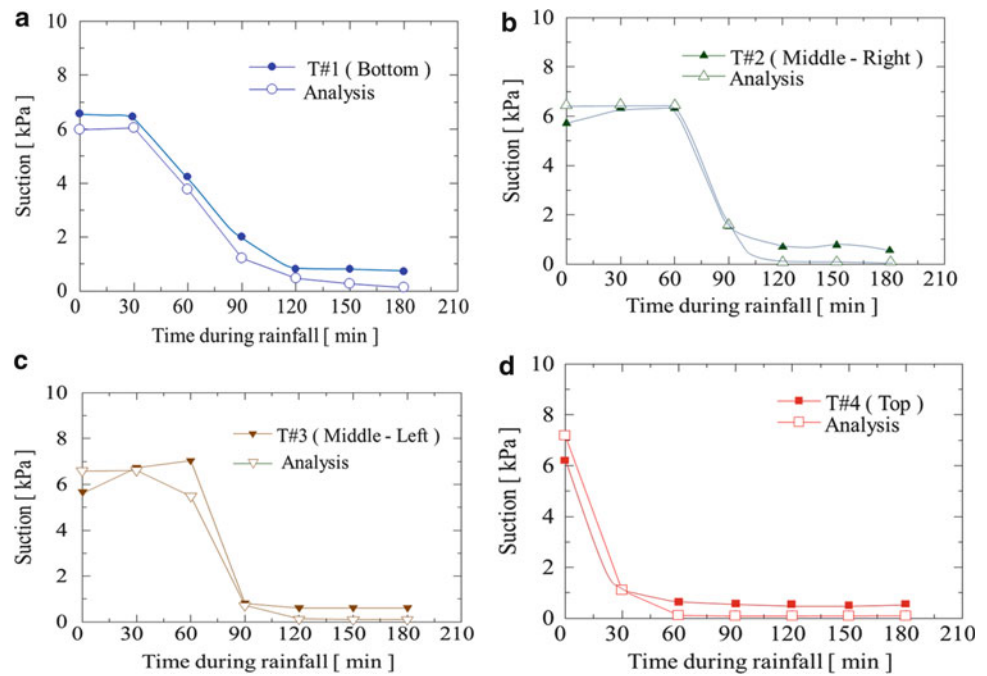 a
10
8
6
4
2
0
Suction [ kPa ]
T#1 ( Bottom )
Analysis
0 30 60 90 120 150 180 210
Time during rainfall [ min ]
b
10
8
6
4
2
0
Suction [ kPa ]
T#2 ( Middle - Right )
Analysis
0 30 60 90 120 150 180 210
Time during rainfall [ min ]
c
10
8
6
4
2
0
Suction [ kPa ]
T#3 ( Middle - Left )
Analysis
0 30 60 90 120 150 180 210
Time during rainfall [ min ]
d
10
8
6
4
2
0
Suction [ kPa ]
T#4 ( Top )
Analysis
0 30 60 90 120 150 180 210
Time during rainfall [ min ]